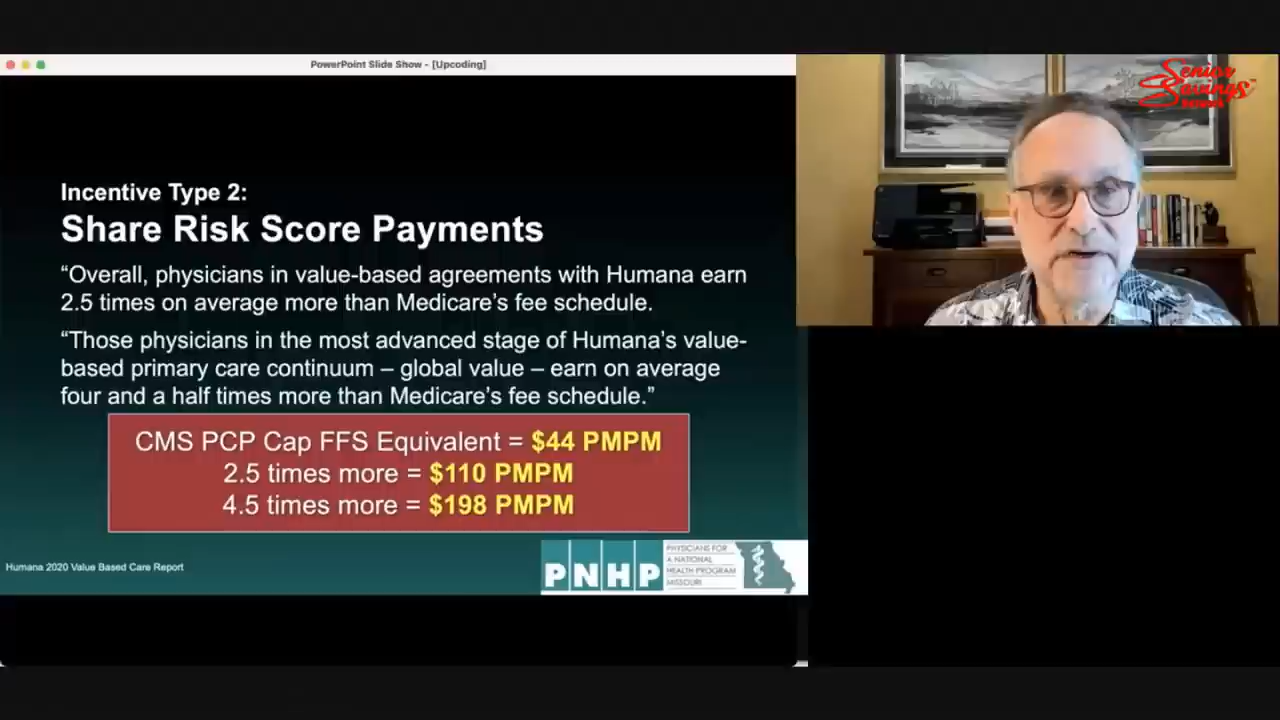 PowerPoint Slide Show - [Upcoding]
Senior
Savings™
Incentive Type 2:
Share Risk Score Payments
“Overall, physicians in value-based agreements with Humana earn
2.5 times on average more than Medicare’s fee schedule.
“Those physicians in the most advanced stage of Humana’s value-
based primary care continuum – global value – earn on average
four and a half times more than Medicare’s fee schedule.”
CMS PCP Cap FFS Equivalent = $44 PMPM
2.5 times more = $110 PMPM
4.5 times more = $198 PMPM
Humana 2020 Value Based Care Report
PNHP
PHYSICIANS FOR
A NATIONAL
HEALTH PROGRAM
MISSOURI